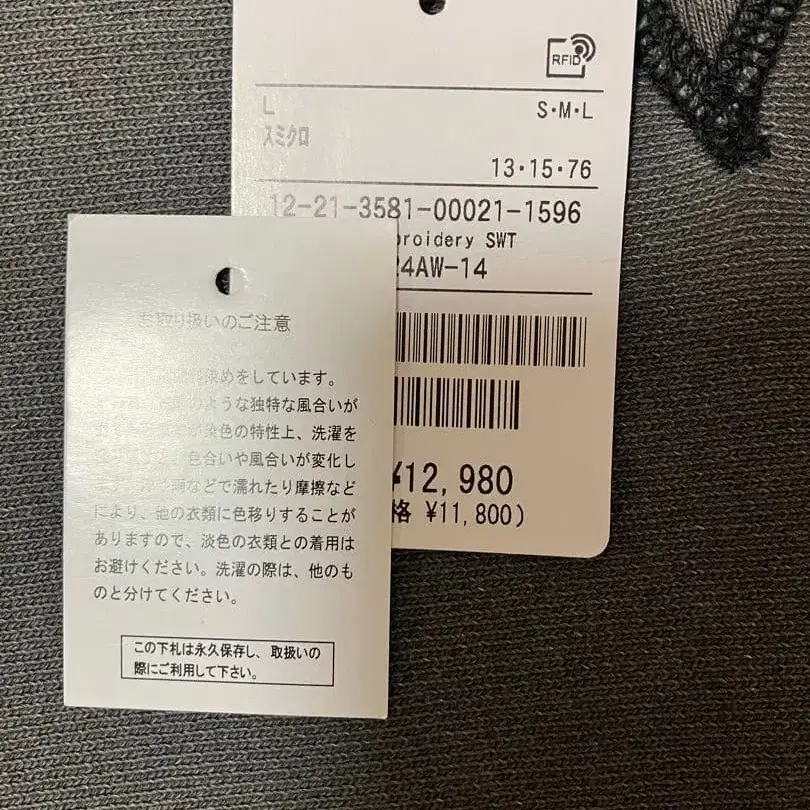 RFID
L
S・M・L
スミクロ
13・15・76
12-21-3581-00021-1596
broidery SWT
24AW-14
¥12,980
格 ¥11,800)
お取り扱いのご注意
染めをしています。
のような独特な風合いが
染色の特性上、洗濯を
色合いや風合いが変化し
などで濡れたり摩擦など
により、他の衣類に色移りすることが
ありますので、淡色の衣類との着用は
お避けください。洗濯の際は、他のも
のと分けてください。
この下札は永久保存し、取扱いの
際にご利用して下さい。